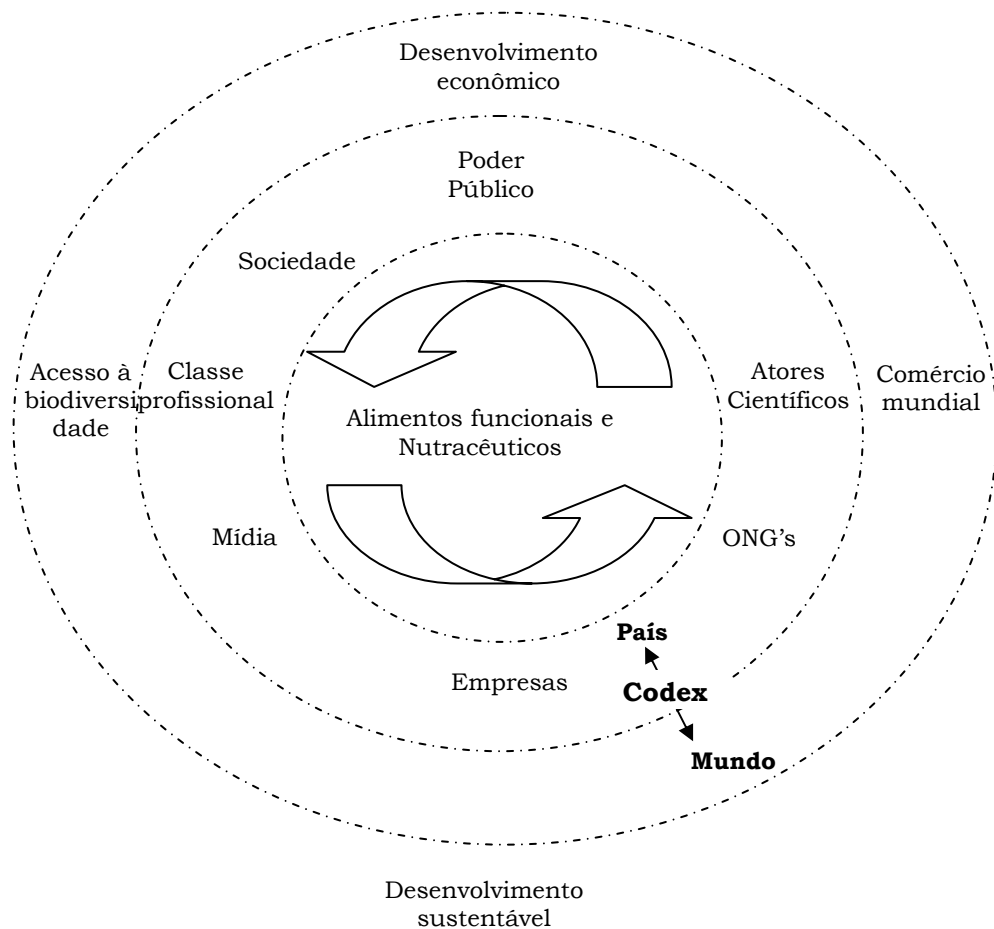 Desenvolvimento
econômico
Poder
Público
Sociedade
Acesso à
biodiversi
dade
Classe
profissional
Atores
Científicos
Comércio
mundial
Alimentos funcionais e
Nutracêuticos
Mídia
ONG’s
País
Empresas
Codex
Mundo
Desenvolvimento
sustentável